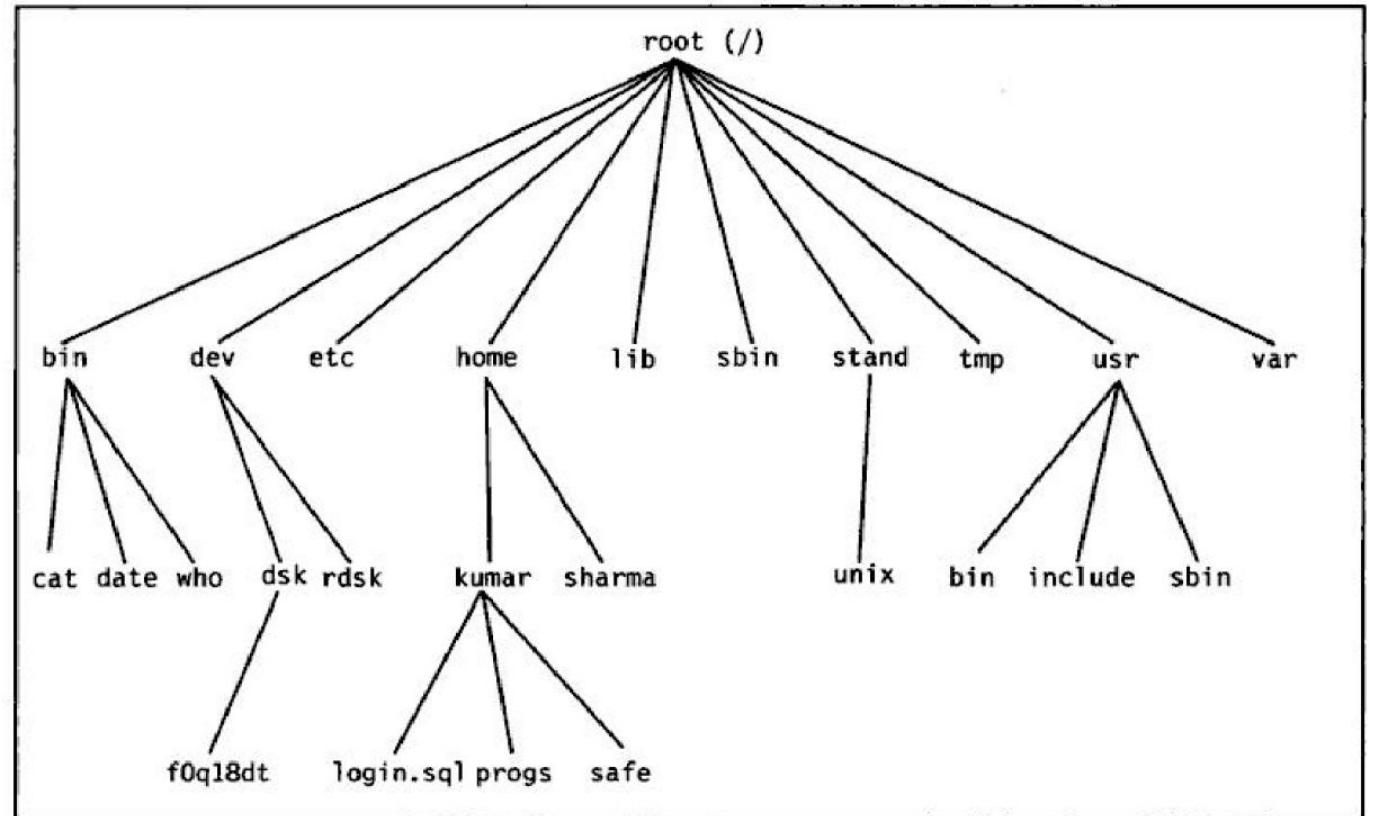 root (/)
bin dev etc home lib sbin stand tmp usr var
cat date who dsk rdsk kumar sharma unix bin include sbin
f0q18dt login.sql progs safe